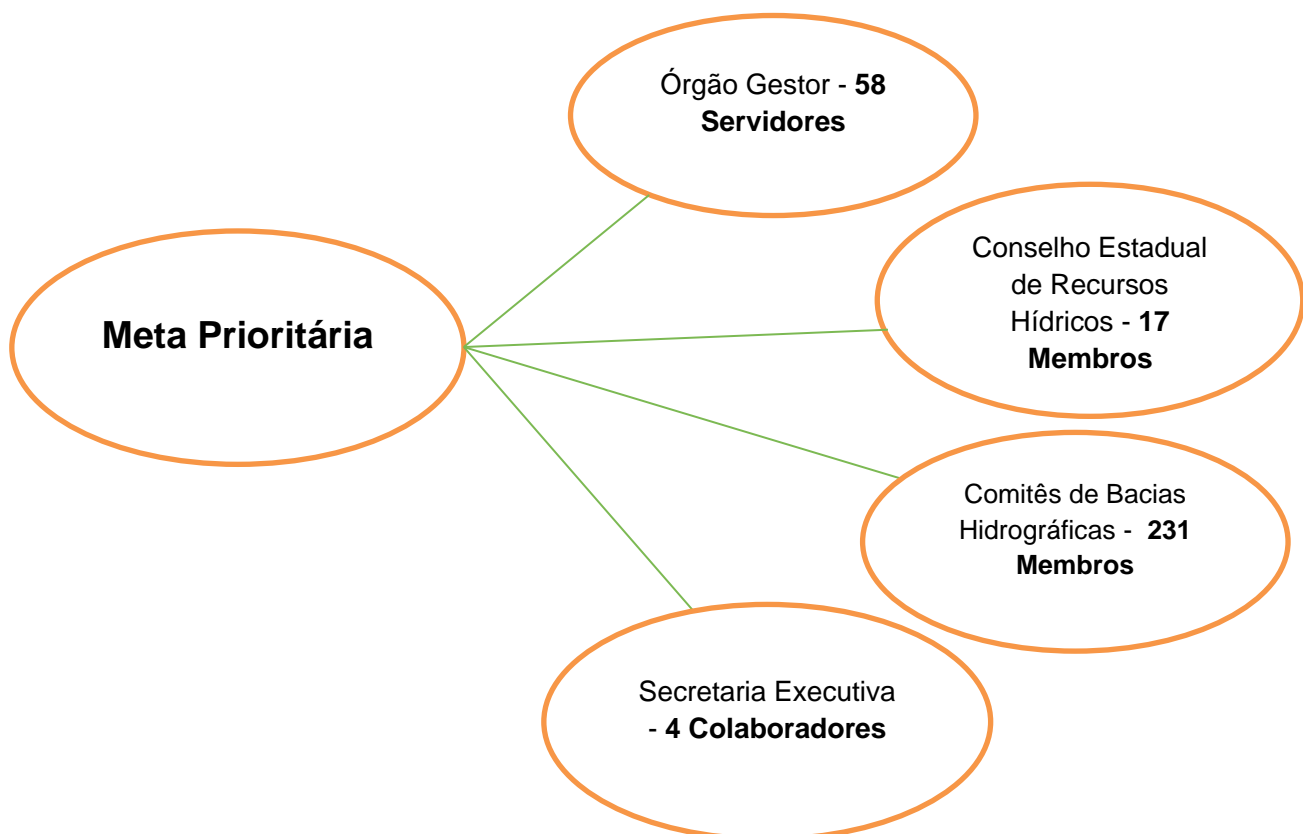 Órgão Gestor - 58
Servidores
Meta Prioritária
Conselho Estadual
de Recursos
Hídricos - 17
Membros
Comitês de Bacias
Hidrográficas - 231
Membros
Secretaria Executiva
- 4 Colaboradores